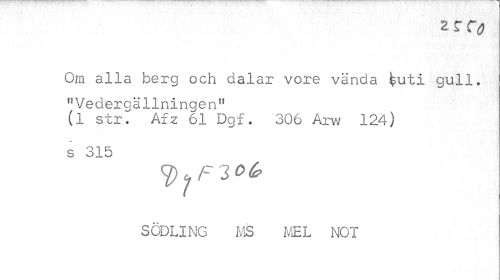 2550
Om alla berg och dalar vore vända uti gull.
"Vedergällningen"
(1 str. Afz 61 Dgf. 306 Arw 124)
s 315
DgF 306
SÖDLING MS MEL NOT